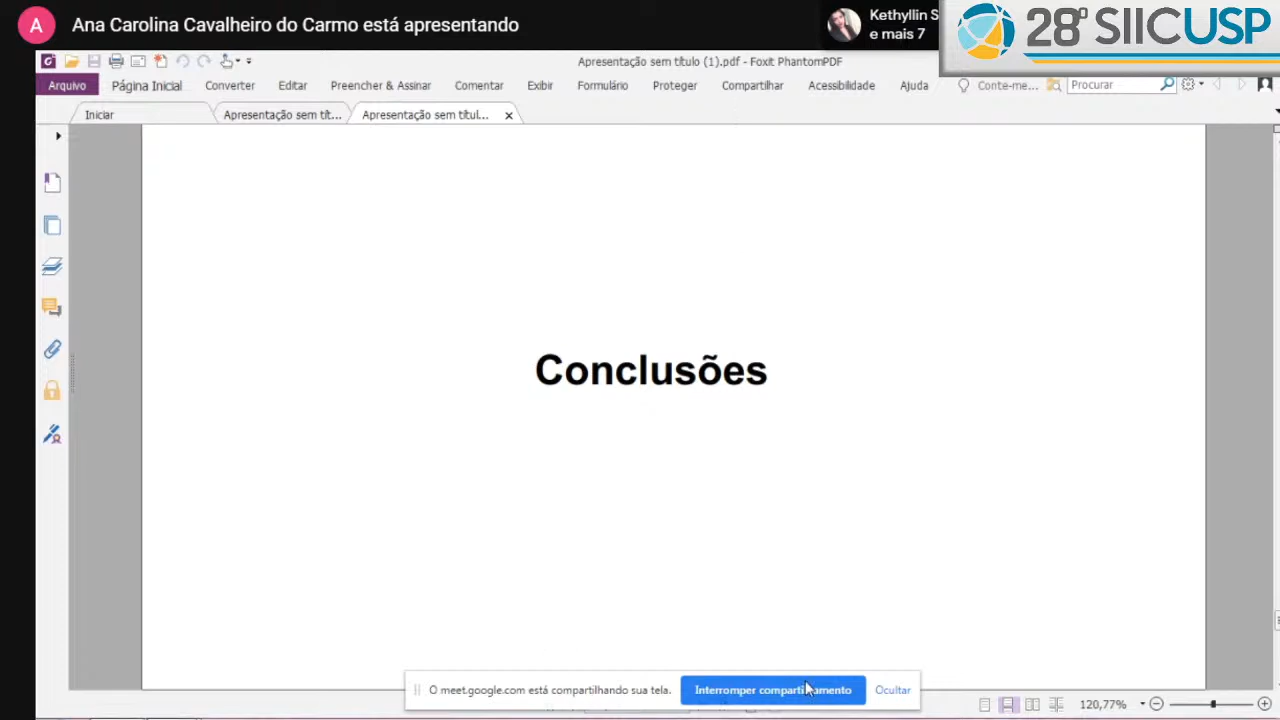 A
Ana Carolina Cavalheiro do Carmo está apresentando
Kethyllin S
e mais 7
28º SIICUSP
Apresentação sem título (1).pdf - Foxit PhantomPDF
Arquivo Página Inicial Converter Editar Preencher & Assinar Comentar Exibir Formulário Proteger Compartilhar Acessibilidade Ajuda Conte-me... Procurar
Iniciar Apresentação sem tít... Apresentação sem títul...
Conclusões
O meet.google.com está compartilhando sua tela. Interromper compartilhamento Ocultar
120,77%